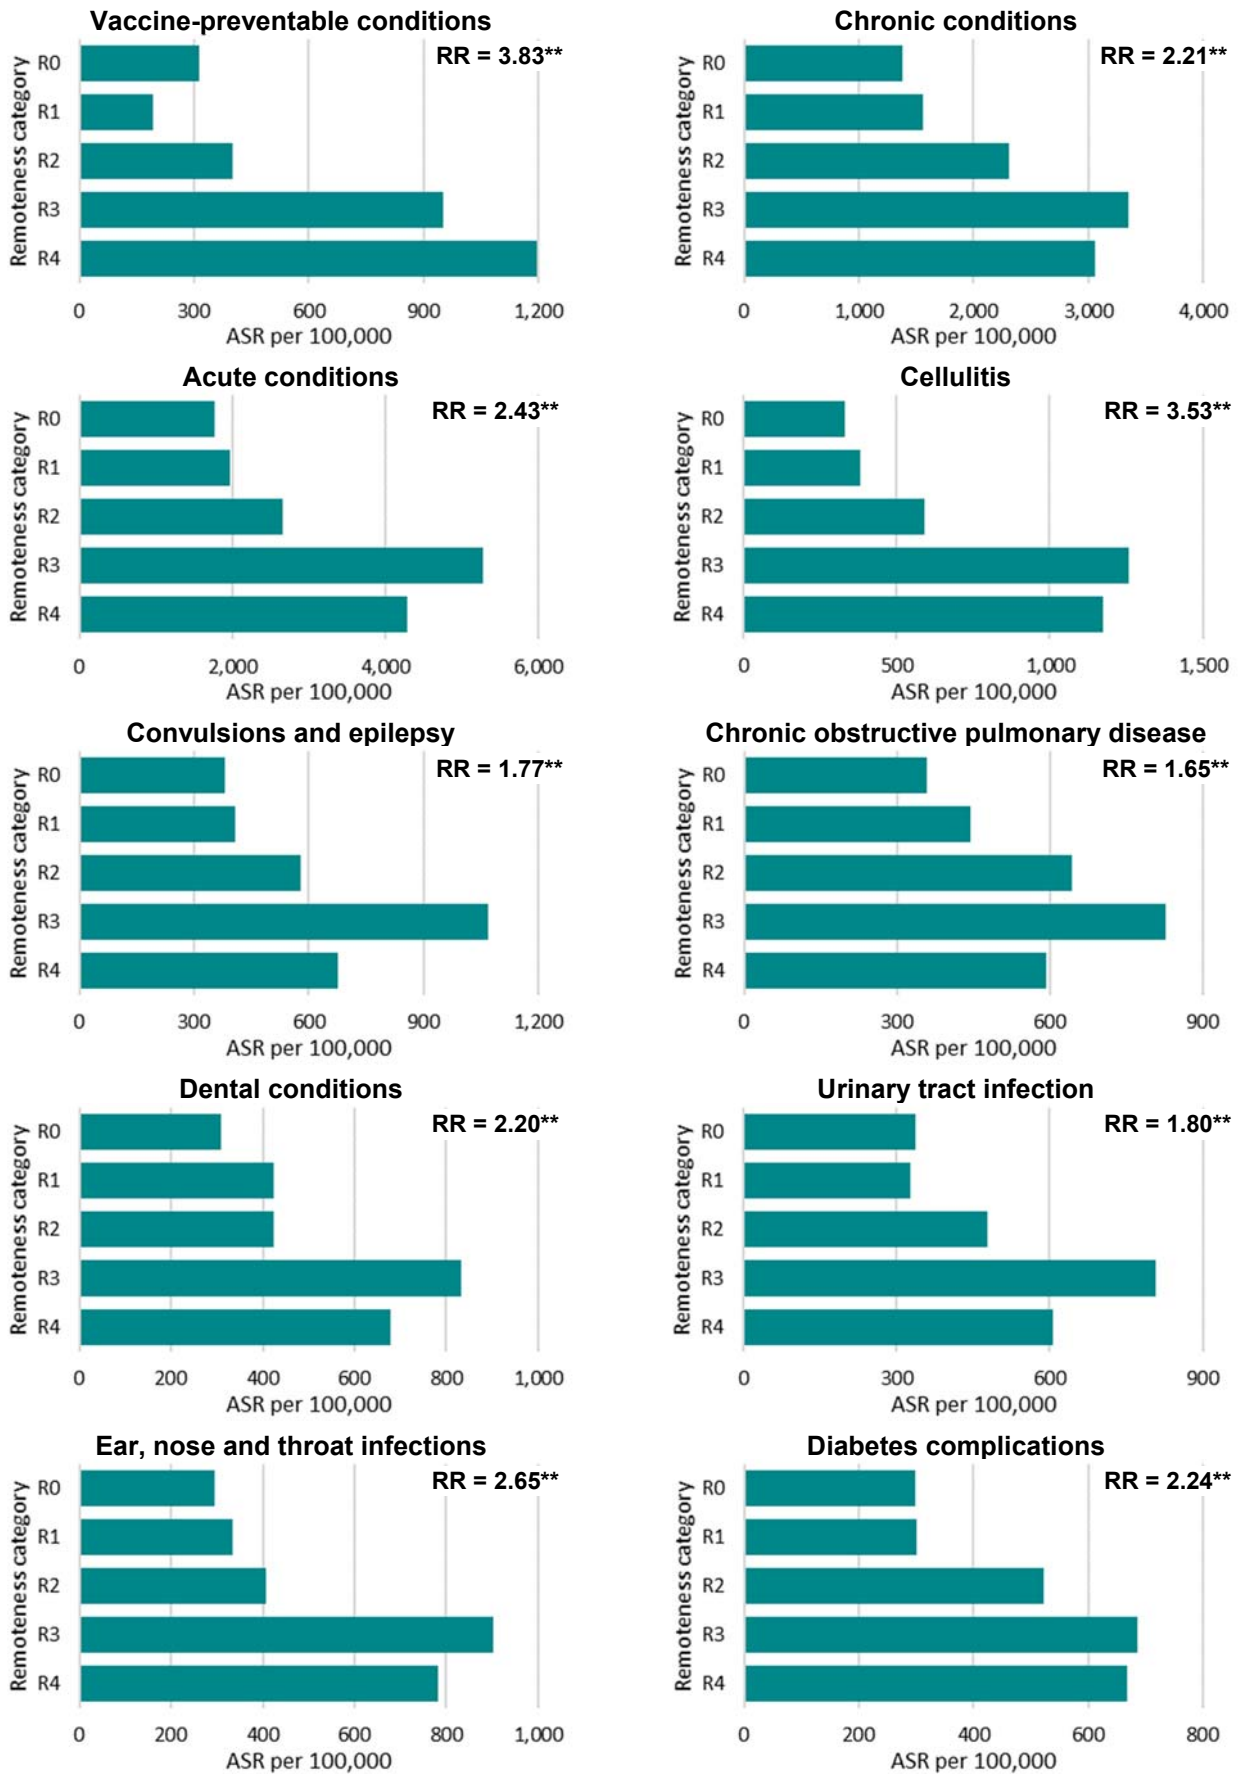 Vaccine-preventable conditions
RR = 3.83**
Remoteness category
R0
R1
R2
R3
R4
0 300 600 900 1,200
ASR per 100,000
Chronic conditions
RR = 2.21**
Remoteness category
R0
R1
R2
R3
R4
0 1,000 2,000 3,000 4,000
ASR per 100,000
Acute conditions
RR = 2.43**
Remoteness category
R0
R1
R2
R3
R4
0 2,000 4,000 6,000
ASR per 100,000
Cellulitis
RR = 3.53**
Remoteness category
R0
R1
R2
R3
R4
0 500 1,000 1,500
ASR per 100,000
Convulsions and epilepsy
RR = 1.77**
Remoteness category
R0
R1
R2
R3
R4
0 300 600 900 1,200
ASR per 100,000
Chronic obstructive pulmonary disease
RR = 1.65**
Remoteness category
R0
R1
R2
R3
R4
0 300 600 900
ASR per 100,000
Dental conditions
RR = 2.20**
Remoteness category
R0
R1
R2
R3
R4
0 200 400 600 800 1,000
ASR per 100,000
Urinary tract infection
RR = 1.80**
Remoteness category
R0
R1
R2
R3
R4
0 300 600 900
ASR per 100,000
Ear, nose and throat infections
RR = 2.65**
Remoteness category
R0
R1
R2
R3
R4
0 200 400 600 800 1,000
ASR per 100,000
Diabetes complications
RR = 2.24**
Remoteness category
R0
R1
R2
R3
R4
0 200 400 600 800
ASR per 100,000